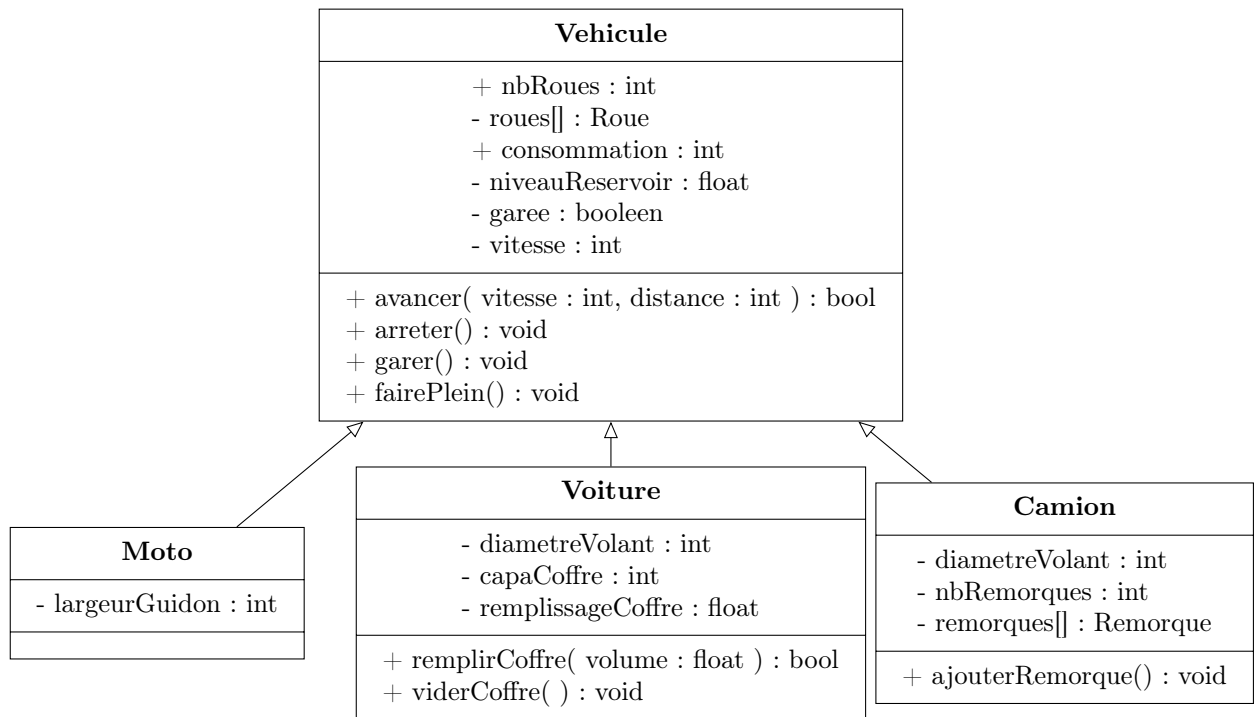 Vehicule
+ nbRoues : int
- roues[] : Roue
+ consommation : int
- niveauReservoir : float
- garee : booleen
- vitesse : int
+ avancer( vitesse : int, distance : int ) : bool
+ arreter() : void
+ garer() : void
+ fairePlein() : void
Moto
- largeurGuidon : int
Voiture
- diametreVolant : int
- capaCoffre : int
- remplissageCoffre : float
+ remplirCoffre( volume : float ) : bool
+ viderCoffre( ) : void
Camion
- diametreVolant : int
- nbRemorques : int
- remorques[] : Remorque
+ ajouterRemorque() : void